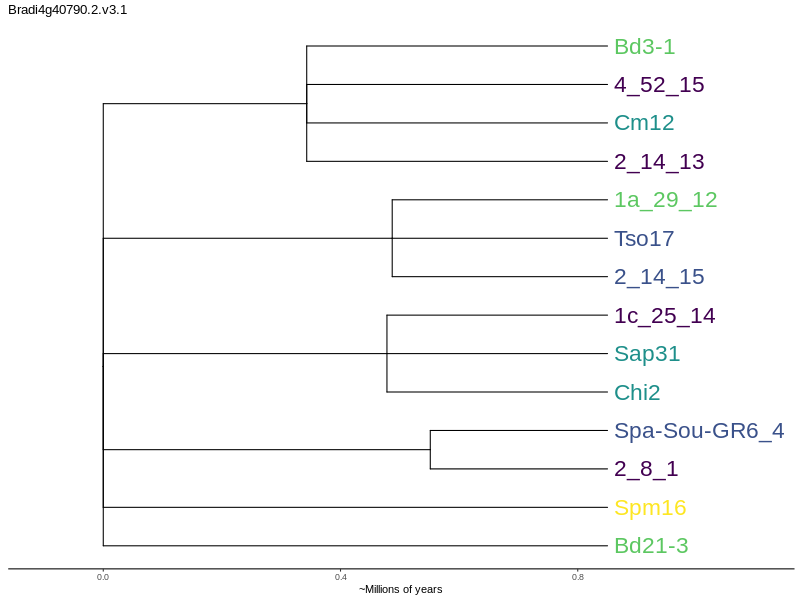 Bradi4g40790.2.v3.1
Bd3-1
4_52_15
Cm12
2_14_13
1a_29_12
Tso17
2_14_15
1c_25_14
Sap31
Chi2
Spa-Sou-GR6_4
2_8_1
Spm16
Bd21-3
0.0 0.4 0.8
~Millions of years